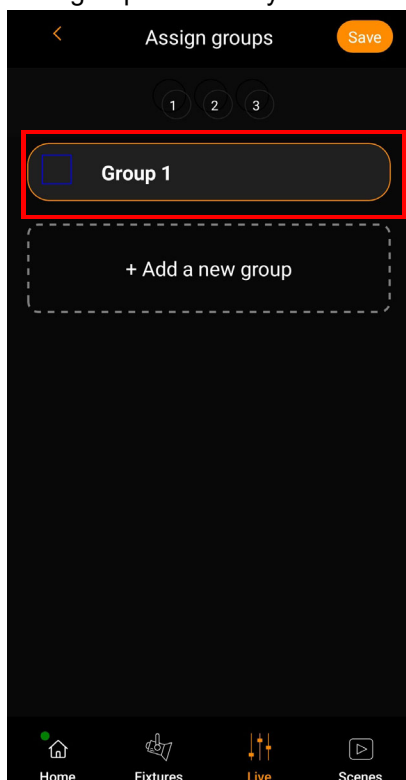 Assign groups
Save
1 2 3
Group 1
+ Add a new group
Home Fixtures Live Scenes